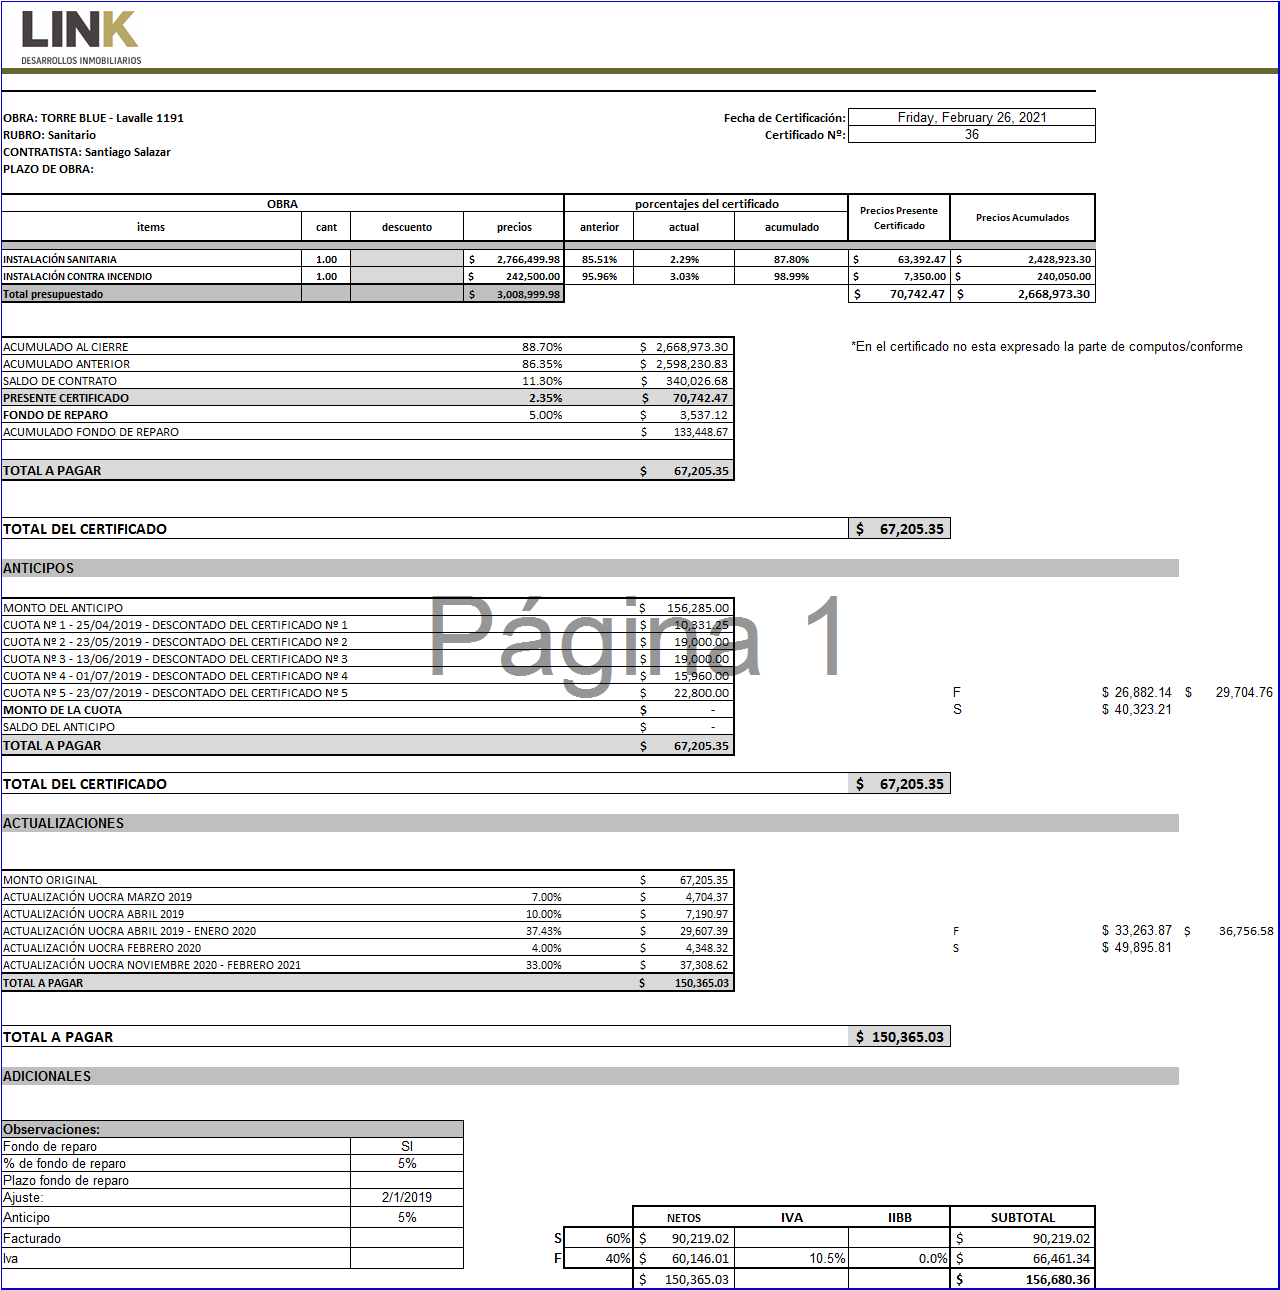 LINK
DESARROLLOS INMOBILIARIOS
OBRA: TORRE BLUE - Lavalle 1191 Fecha de Certificación: Friday, February 26, 2021
RUBRO: Sanitario Certificado Nº: 36
CONTRATISTA: Santiago Salazar
PLAZO DE OBRA:
OBRA porcentajes del certificado Precios Presente Certificado Precios Acumulados
items cant descuento precios anterior actual acumulado
INSTALACIÓN SANITARIA 1.00 $ 2,766,499.98 85.51% 2.29% 87.80% $ 63,392.47 $ 2,428,923.30
INSTALACIÓN CONTRA INCENDIO 1.00 $ 242,500.00 95.96% 3.03% 98.99% $ 7,350.00 $ 240,050.00
Total presupuestado $ 3,008,999.98 $ 70,742.47 $ 2,668,973.30
ACUMULADO AL CIERRE 88.70% $ 2,668,973.30 *En el certificado no esta expresado la parte de computos/conforme
ACUMULADO ANTERIOR 86.35% $ 2,598,230.83
SALDO DE CONTRATO 11.30% $ 340,026.68
PRESENTE CERTIFICADO 2.35% $ 70,742.47
FONDO DE REPARO 5.00% $ 3,537.12
ACUMULADO FONDO DE REPARO $ 133,448.67
TOTAL A PAGAR $ 67,205.35
TOTAL DEL CERTIFICADO $ 67,205.35
ANTICIPOS
Página 1
MONTO DEL ANTICIPO $ 156,285.00
CUOTA Nº 1 - 25/04/2019 - DESCONTADO DEL CERTIFICADO Nº 1 $ 10,331.25
CUOTA Nº 2 - 23/05/2019 - DESCONTADO DEL CERTIFICADO Nº 2 $ 19,000.00
CUOTA Nº 3 - 13/06/2019 - DESCONTADO DEL CERTIFICADO Nº 3 $ 19,000.00
CUOTA Nº 4 - 01/07/2019 - DESCONTADO DEL CERTIFICADO Nº 4 $ 15,960.00
CUOTA Nº 5 - 23/07/2019 - DESCONTADO DEL CERTIFICADO Nº 5 $ 22,800.00 F $ 26,882.14 $ 29,704.76
MONTO DE LA CUOTA $ - S $ 40,323.21
SALDO DEL ANTICIPO $ -
TOTAL A PAGAR $ 67,205.35
TOTAL DEL CERTIFICADO $ 67,205.35
ACTUALIZACIONES
MONTO ORIGINAL $ 67,205.35
ACTUALIZACIÓN UOCRA MARZO 2019 7.00% $ 4,704.37
ACTUALIZACIÓN UOCRA ABRIL 2019 10.00% $ 7,190.97
ACTUALIZACIÓN UOCRA ABRIL 2019 - ENERO 2020 37.43% $ 29,607.39 F $ 33,263.87 $ 36,756.58
ACTUALIZACIÓN UOCRA FEBRERO 2020 4.00% $ 4,348.32 S $ 49,895.81
ACTUALIZACIÓN UOCRA NOVIEMBRE 2020 - FEBRERO 2021 33.00% $ 37,308.62
TOTAL A PAGAR $ 150,365.03
TOTAL A PAGAR $ 150,365.03
ADICIONALES
Observaciones:
Fondo de reparo SI
% de fondo de reparo 5%
Plazo fondo de reparo
Ajuste: 2/1/2019
Anticipo 5% NETOS IVA IIBB SUBTOTAL
Facturado S 60% $ 90,219.02 $ 90,219.02
Iva F 40% $ 60,146.01 10.5% 0.0% $ 66,461.34
$ 150,365.03 $ 156,680.36